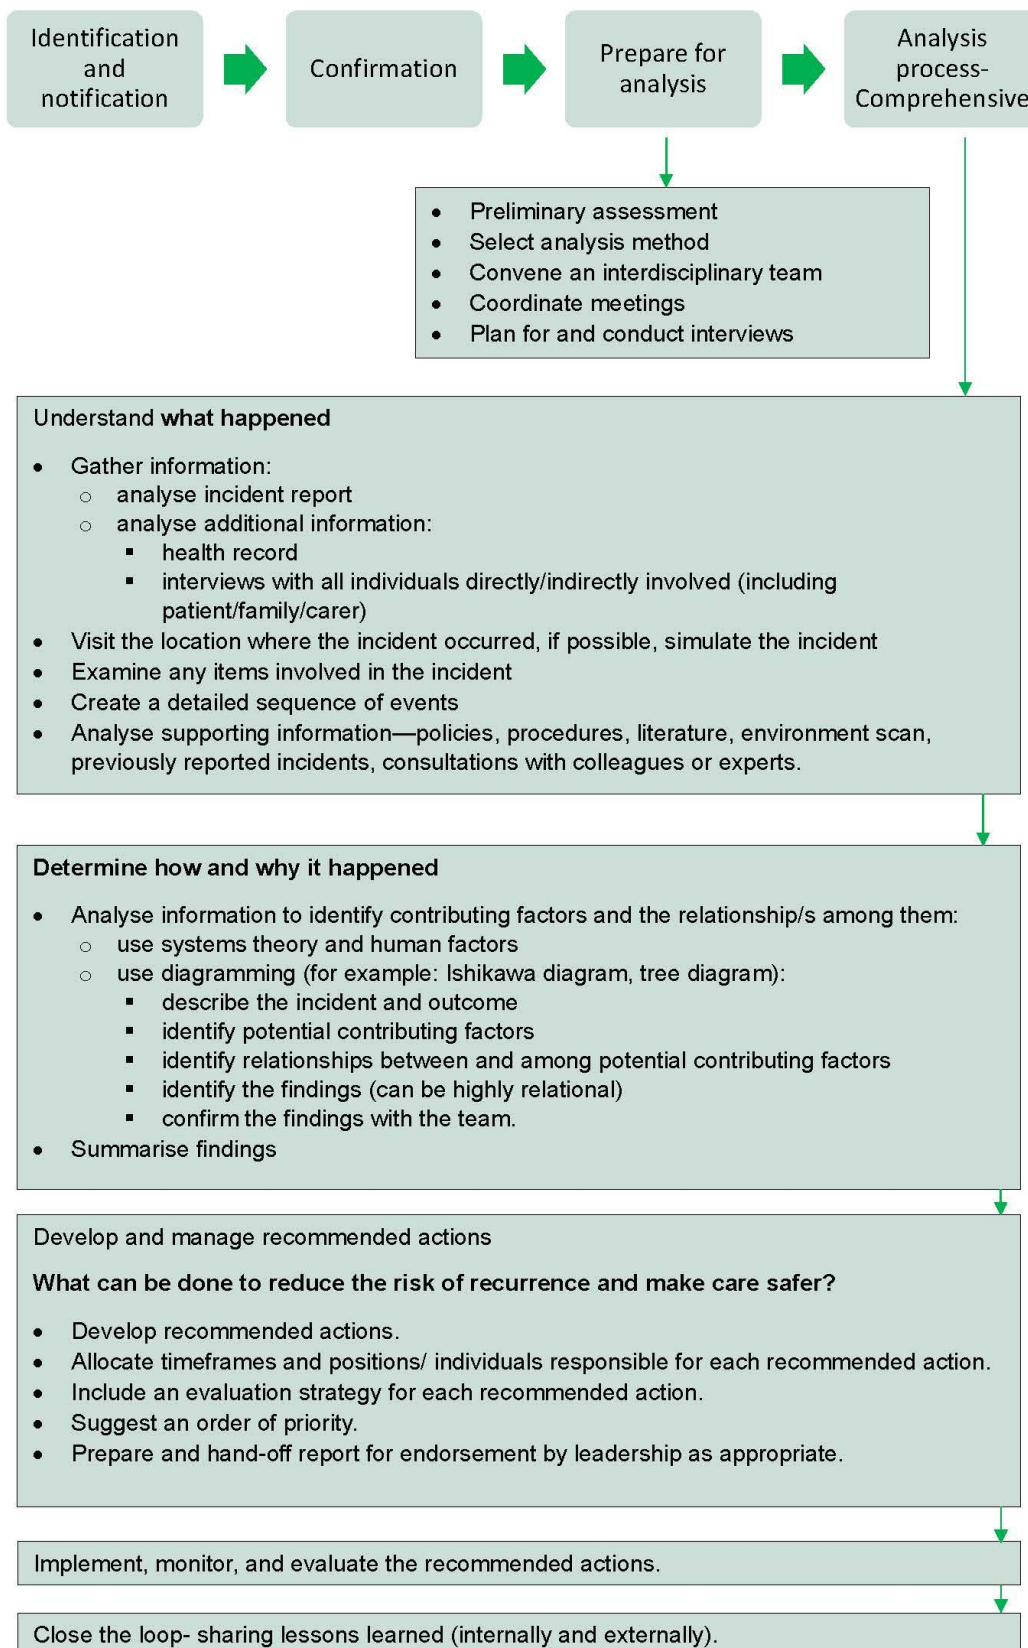 Identification
and
notification
Confirmation
Prepare for
analysis
Analysis
process-
Comprehensive
• Preliminary assessment
• Select analysis method
• Convene an interdisciplinary team
• Coordinate meetings
• Plan for and conduct interviews
Understand what happened
• Gather information:
○ analyse incident report
○ analyse additional information:
▪ health record
▪ interviews with all individuals directly/indirectly involved (including
patient/family/carer)
• Visit the location where the incident occurred, if possible, simulate the incident
• Examine any items involved in the incident
• Create a detailed sequence of events
• Analyse supporting information—policies, procedures, literature, environment scan,
previously reported incidents, consultations with colleagues or experts.
Determine how and why it happened
• Analyse information to identify contributing factors and the relationship/s among them:
○ use systems theory and human factors
○ use diagramming (for example: Ishikawa diagram, tree diagram):
▪ describe the incident and outcome
▪ identify potential contributing factors
▪ identify relationships between and among potential contributing factors
▪ identify the findings (can be highly relational)
▪ confirm the findings with the team.
• Summarise findings
Develop and manage recommended actions
What can be done to reduce the risk of recurrence and make care safer?
• Develop recommended actions.
• Allocate timeframes and positions/ individuals responsible for each recommended action.
• Include an evaluation strategy for each recommended action.
• Suggest an order of priority.
• Prepare and hand-off report for endorsement by leadership as appropriate.
Implement, monitor, and evaluate the recommended actions.
Close the loop- sharing lessons learned (internally and externally).